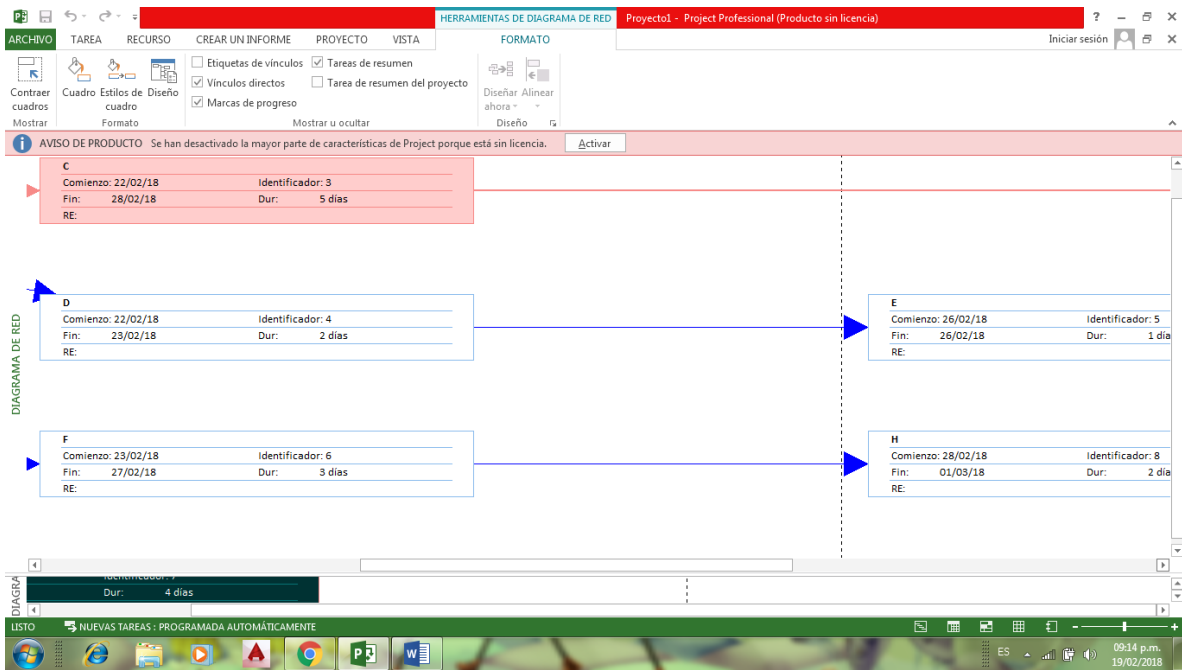 HERRAMIENTAS DE DIAGRAMA DE RED Proyecto1 - Project Professional (Producto sin licencia)
ARCHIVO TAREA RECURSO CREAR UN INFORME PROYECTO VISTA FORMATO Iniciar sesión
Contraer cuadros
Cuadro Estilos de cuadro Diseño
Etiquetas de vínculos
Vínculos directos
Marcas de progreso
Tareas de resumen
Tarea de resumen del proyecto
Diseñar ahora Alinear
Mostrar Formato Mostrar u ocultar Diseño
AVISO DE PRODUCTO Se han desactivado la mayor parte de características de Project porque está sin licencia. Activar
DIAGRAMA DE RED
C
Comienzo: 22/02/18 Identificador: 3
Fin: 28/02/18 Dur: 5 días
RE:
D
Comienzo: 22/02/18 Identificador: 4
Fin: 23/02/18 Dur: 2 días
RE:
E
Comienzo: 26/02/18 Identificador: 5
Fin: 26/02/18 Dur: 1 día
RE:
F
Comienzo: 23/02/18 Identificador: 6
Fin: 27/02/18 Dur: 3 días
RE:
H
Comienzo: 28/02/18 Identificador: 8
Fin: 01/03/18 Dur: 2 día
RE:
DIAGRA
Dur: 4 días
LISTO NUEVAS TAREAS : PROGRAMADA AUTOMÁTICAMENTE
ES 09:14 p.m.
19/02/2018